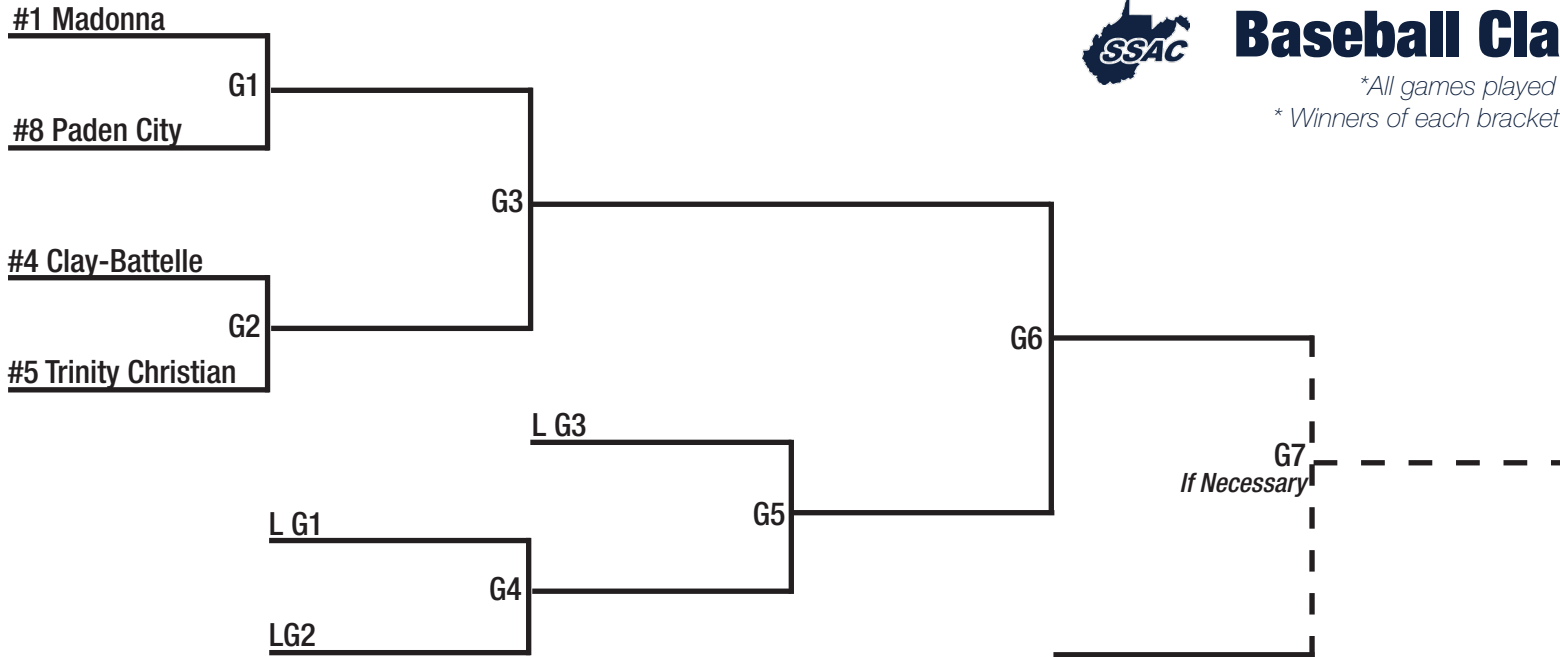 #1 Madonna
SSAC
Baseball Cla
*All games played
* Winners of each bracket
G1
#8 Paden City
G3
#4 Clay-Battelle
G2
#5 Trinity Christian
G6
L G3
G7
If Necessary
G5
L G1
G4
LG2